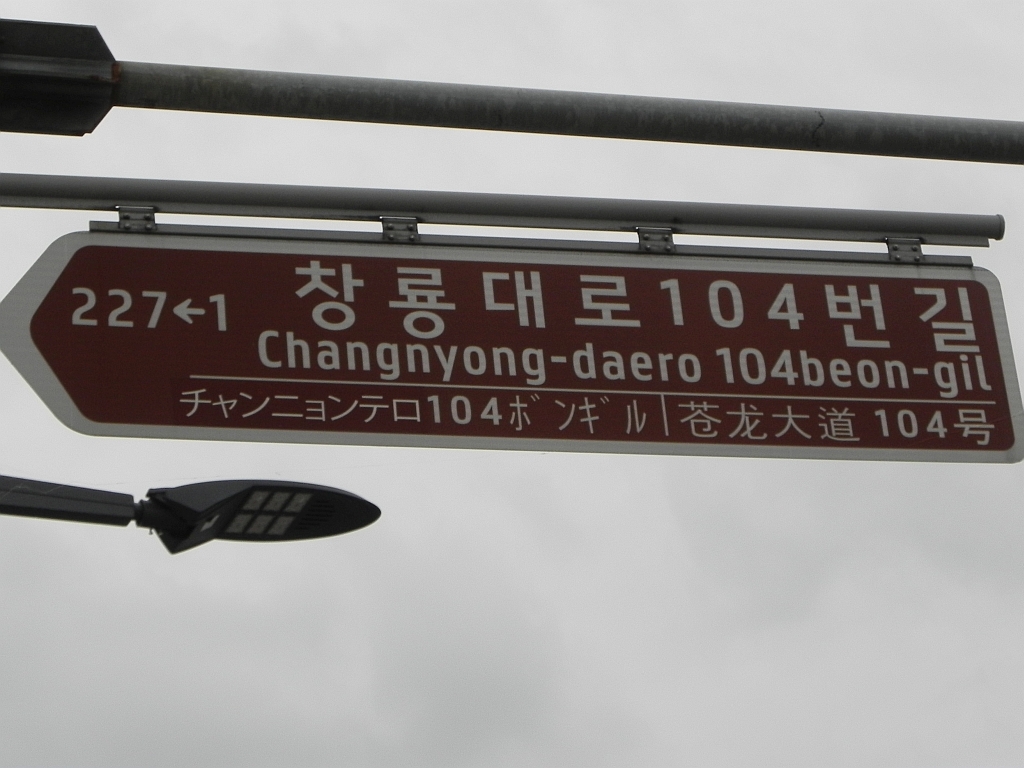 227←1 창룡대로104번길
Changnyong-daero 104beon-gil
チャンニョンテロ104ボンギル 苍龙大道 104号